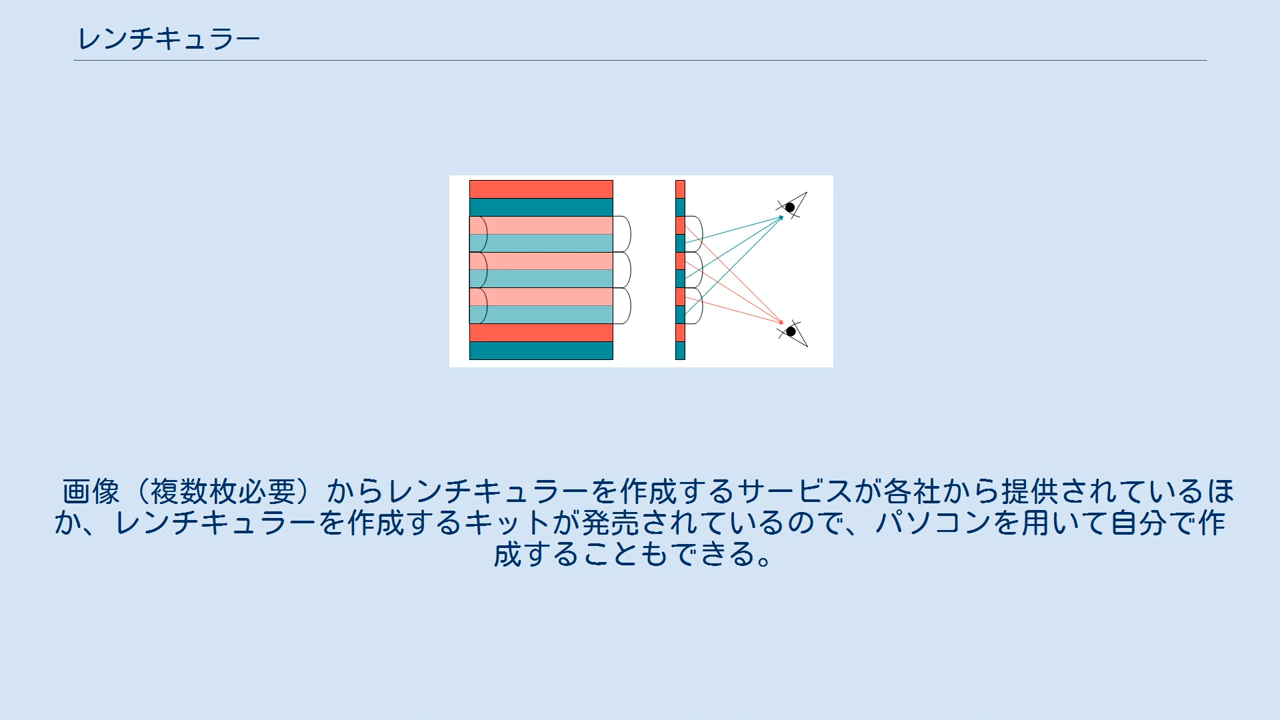 レンチキュラー
画像（複数枚必要）からレンチキュラーを作成するサービスが各社から提供されているほ
か、レンチキュラーを作成するキットが発売されているので、パソコンを用いて自分で作
成することもできる。